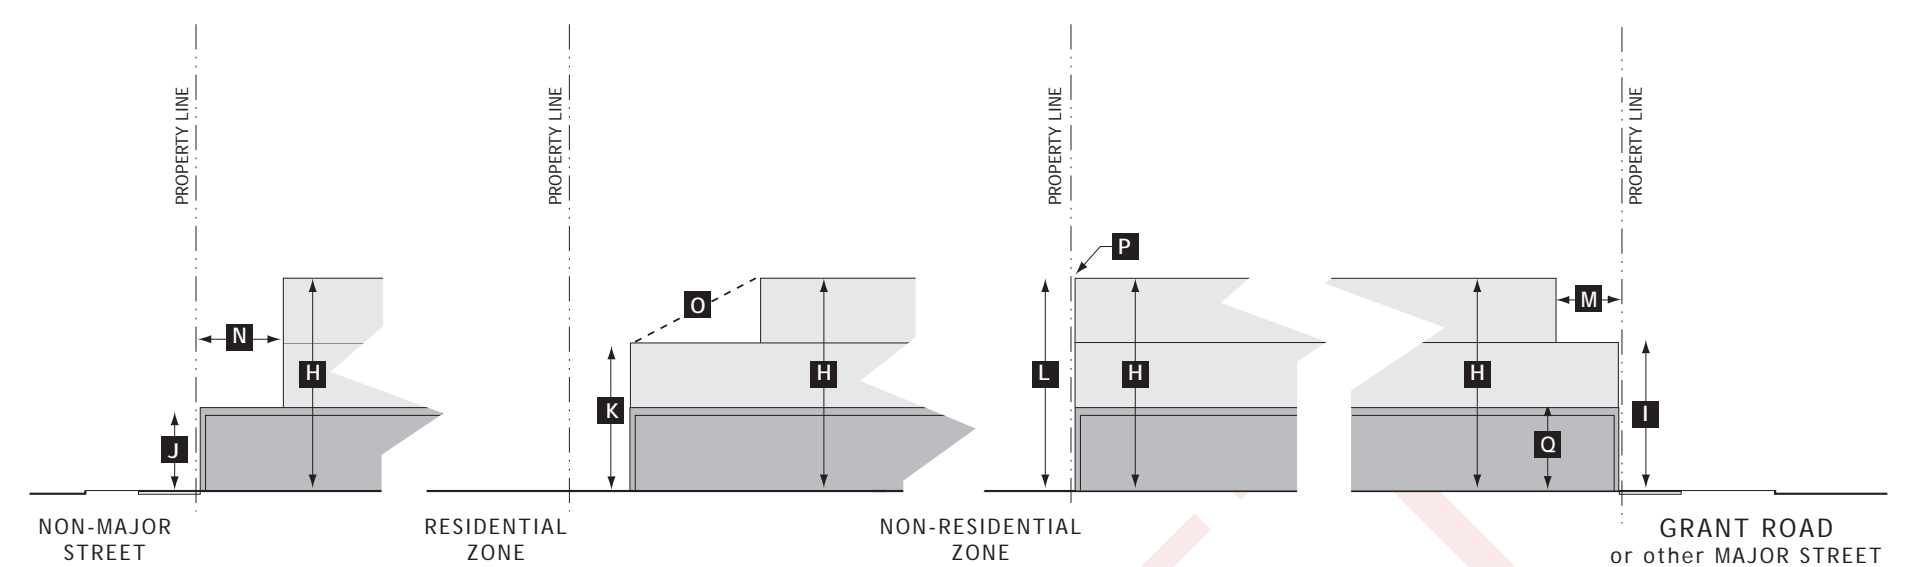 PROPERTY LINE
PROPERTY LINE
PROPERTY LINE
PROPERTY LINE
P
O
M
N
H
H
L
H
H
K
I
J
Q
NON-MAJOR
STREET
RESIDENTIAL
ZONE
NON-RESIDENTIAL
ZONE
GRANT ROAD
or other MAJOR STREET